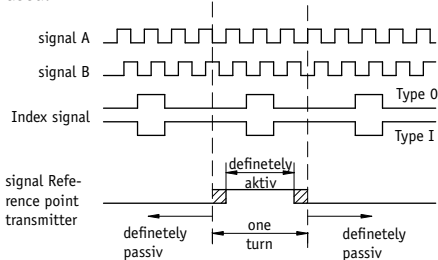 signal A
signal B
Type 0
Index signal
Type I
definetely
aktiv
signal Refe-
rence point
transmitter
definetely
passiv
one
turn
definetely
passiv